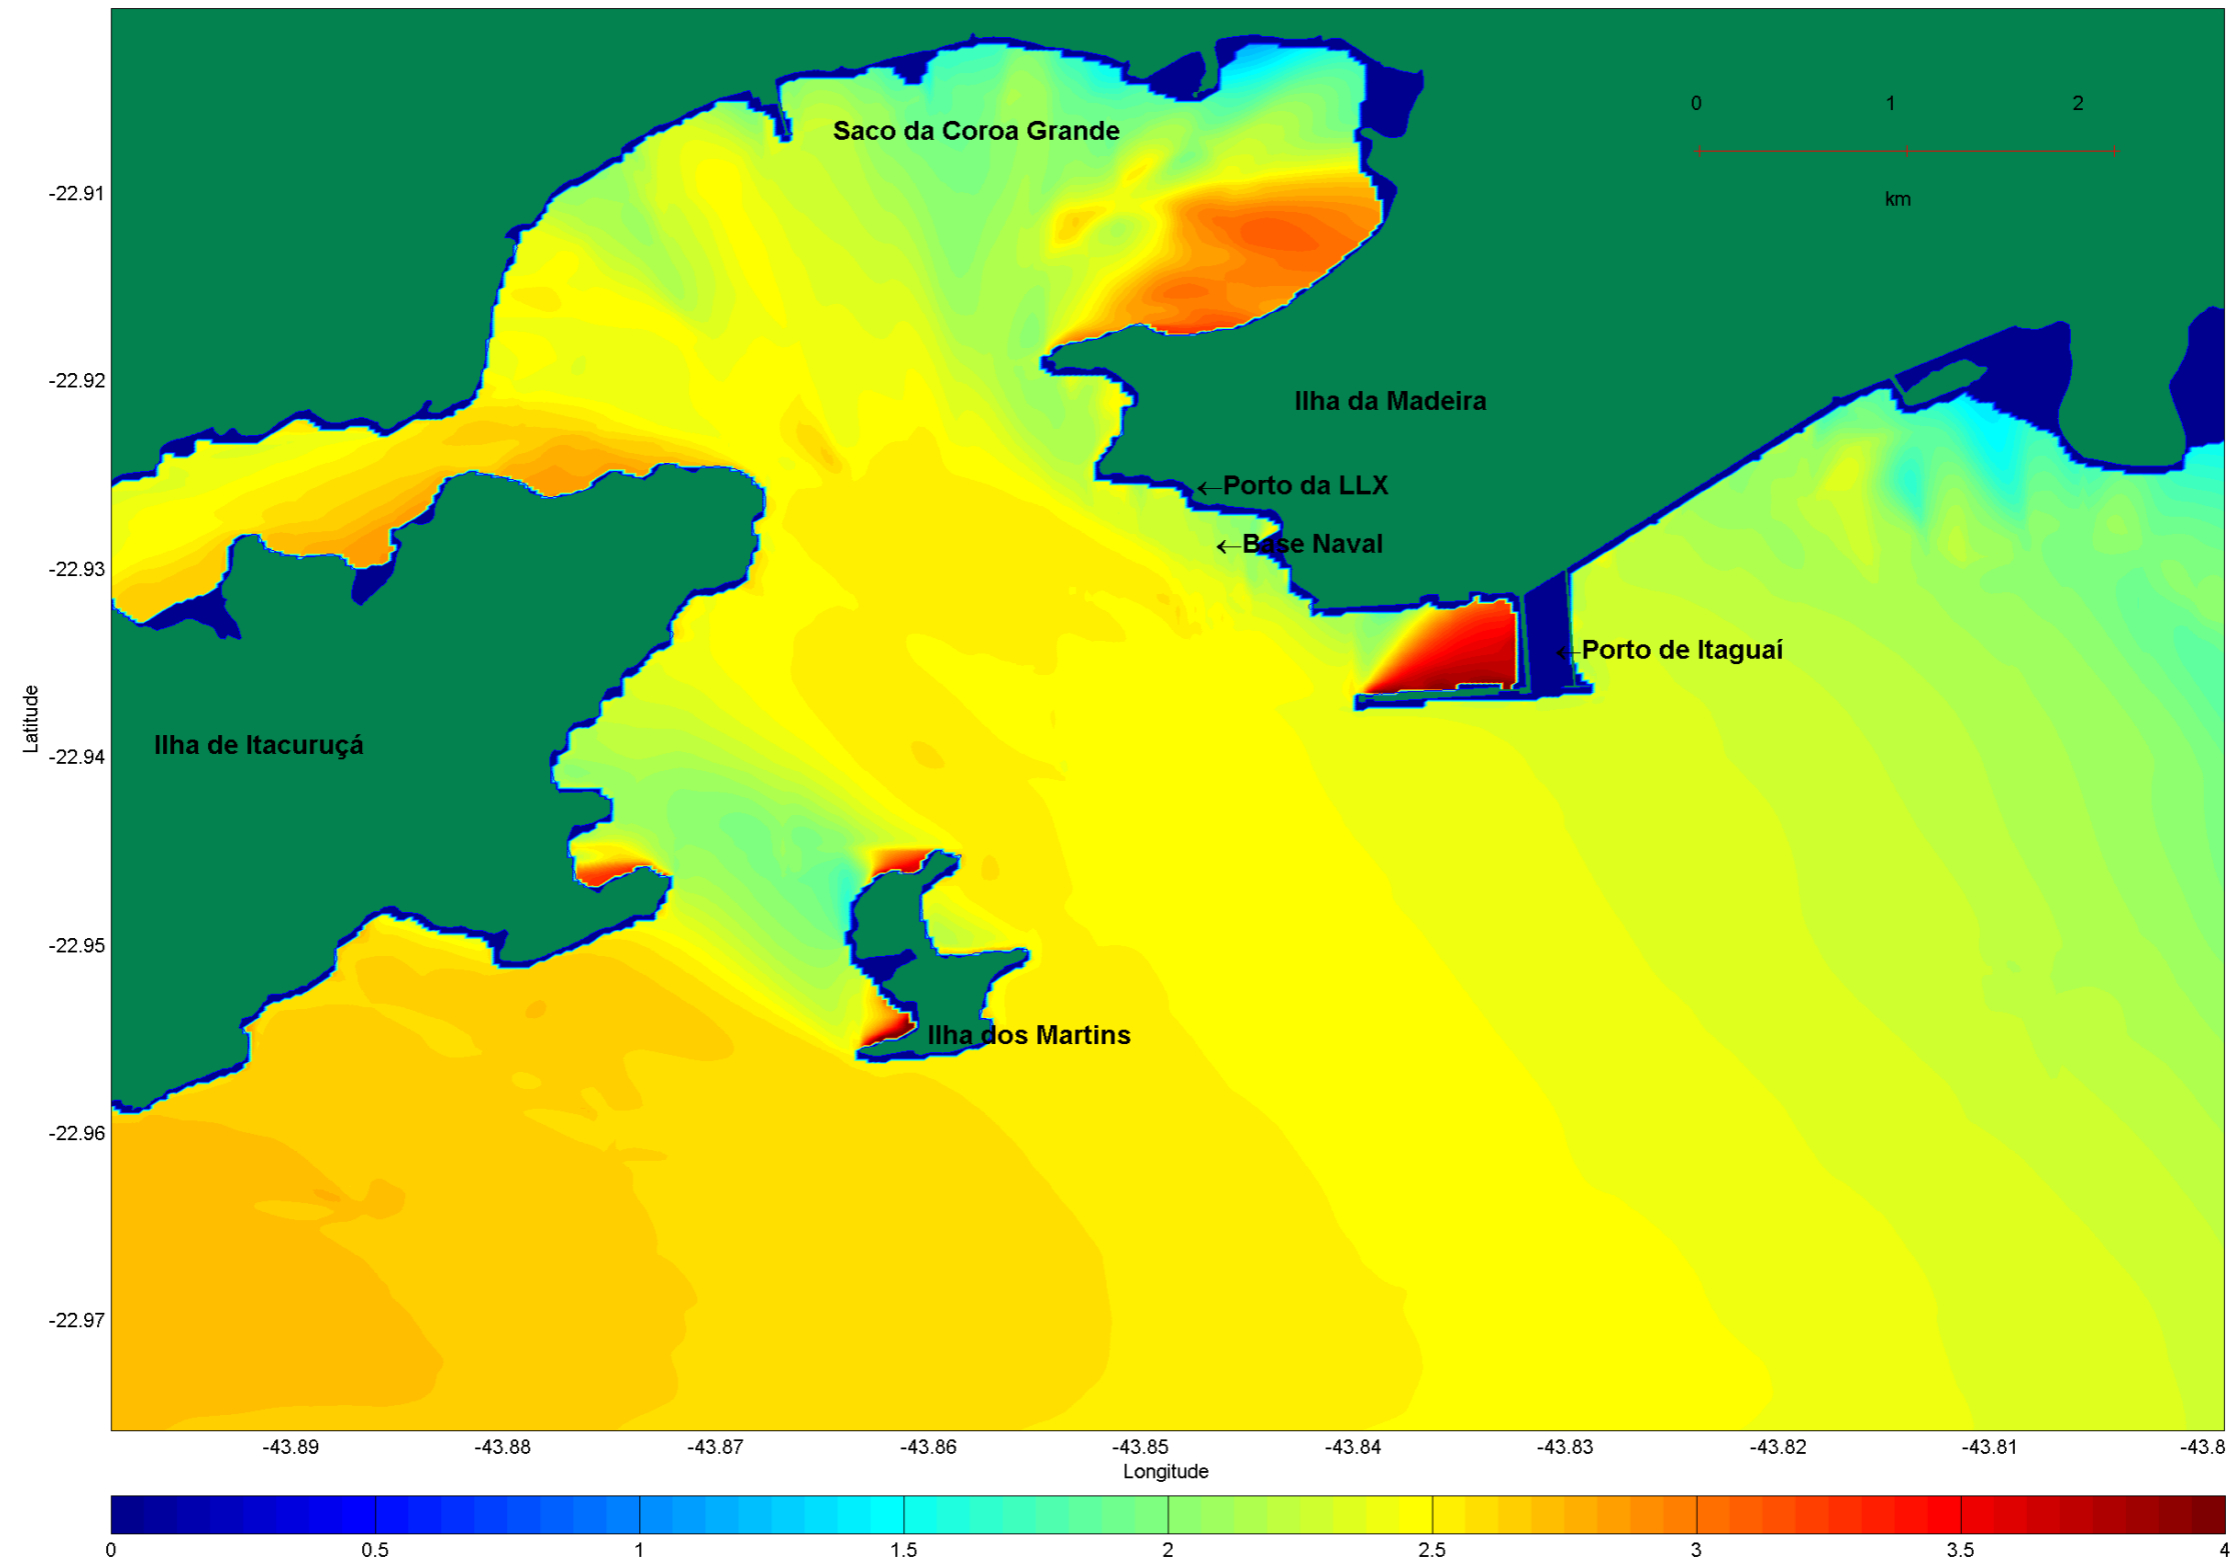 0 1 2
Saco da Coroa Grande
-22.91
km
-22.92
Ilha da Madeira
←Porto da LLX
←Base Naval
-22.93
←Porto de Itaguaí
Latitude
Ilha de Itacuruçá
-22.94
-22.95
Ilha dos Martins
-22.96
-22.97
-43.89 -43.88 -43.87 -43.86 -43.85 -43.84 -43.83 -43.82 -43.81 -43.8
Longitude
0 0.5 1 1.5 2 2.5 3 3.5 4